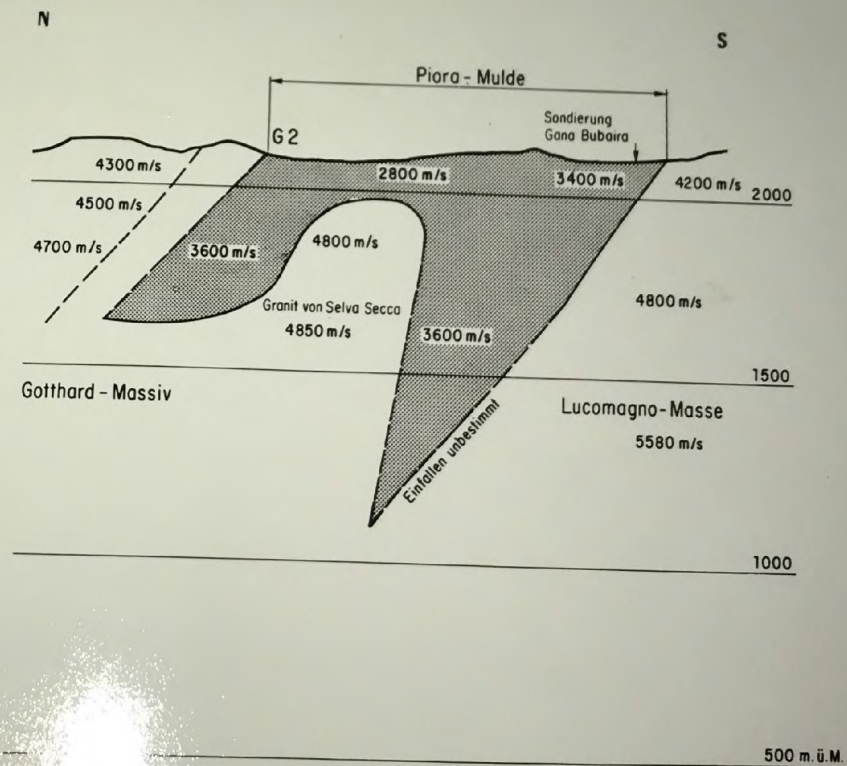 N
S
Piora - Mulde
G 2
Sondierung
Gana Bubaira
4300 m/s
2800 m/s
3400 m/s
4200 m/s
2000
4500 m/s
4700 m/s
3600 m/s
4800 m/s
4800 m/s
Granit von Selva Secca
4850 m/s
3600 m/s
1500
Gotthard - Massiv
Einfallen unbestimmt
Lucomagno - Masse
5580 m/s
1000
500 m.ü.M.